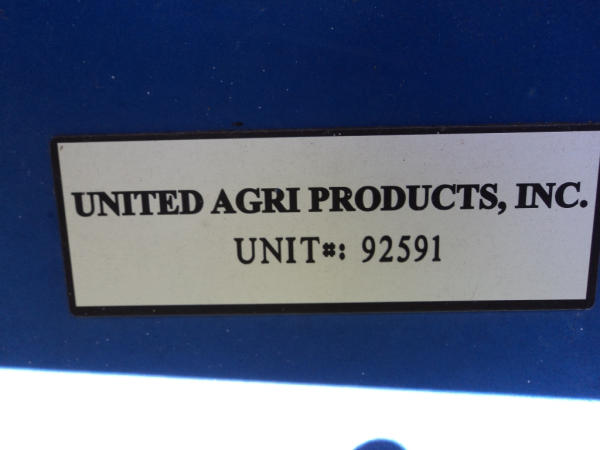 UNITED AGRI PRODUCTS, INC.
UNIT#: 92591